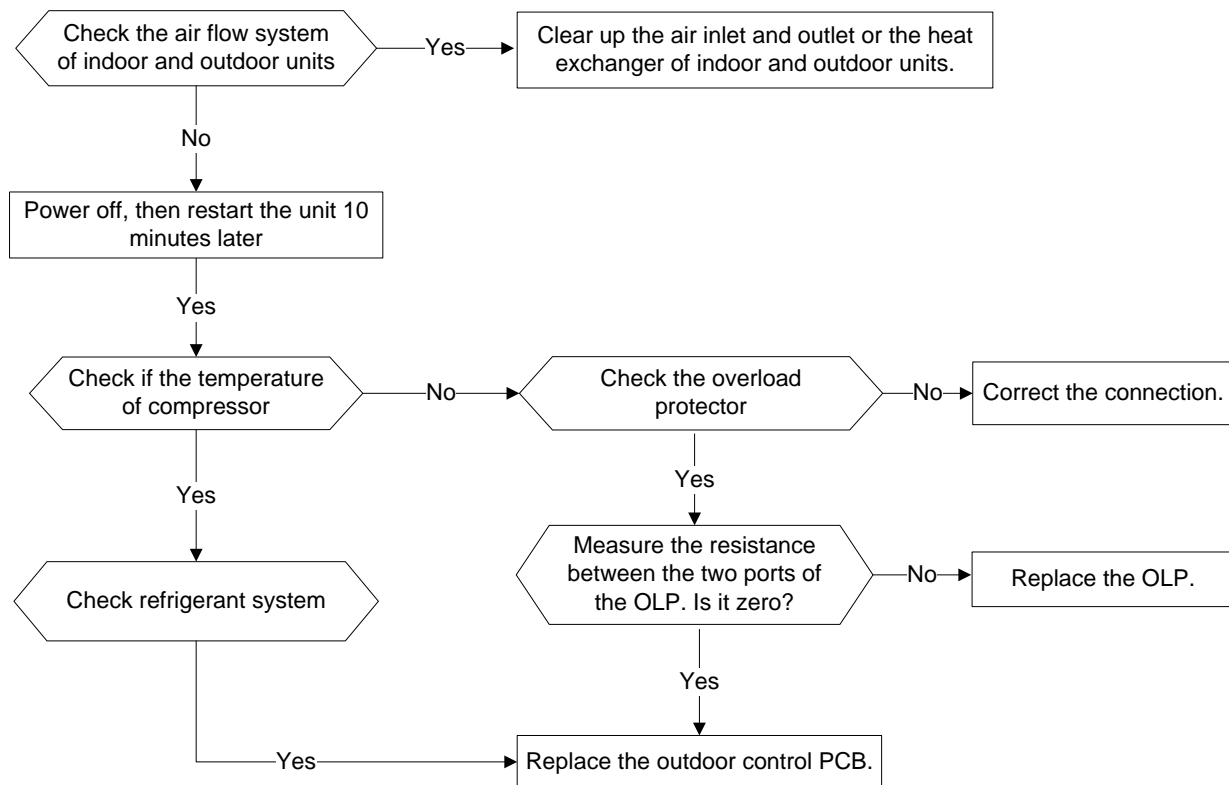 Check the air flow system
of indoor and outdoor units
Yes
Clear up the air inlet and outlet or the heat
exchanger of indoor and outdoor units.
No
Power off, then restart the unit 10
minutes later
Yes
Check if the temperature
of compressor
No
Check the overload
protector
No
Correct the connection.
Yes
Yes
Check refrigerant system
Measure the resistance
between the two ports of
the OLP. Is it zero?
No
Replace the OLP.
Yes
Yes
Replace the outdoor control PCB.